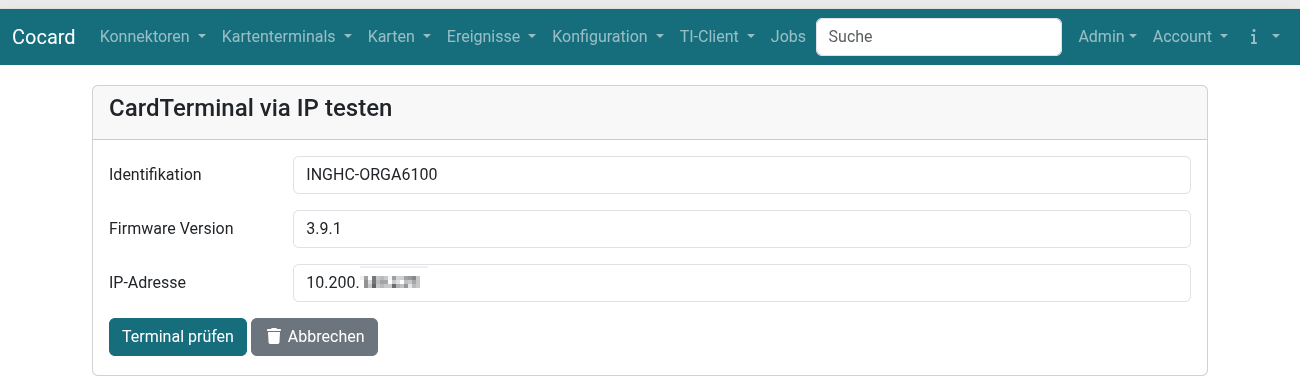 Cocard Konnektoren Kartenterminals Karten Ereignisse Konfiguration TI-Client Jobs Suche Admin Account i
CardTerminal via IP testen
Identifikation INGHC-ORGA6100
Firmware Version 3.9.1
IP-Adresse 10.200.
Terminal prüfen Abbrechen